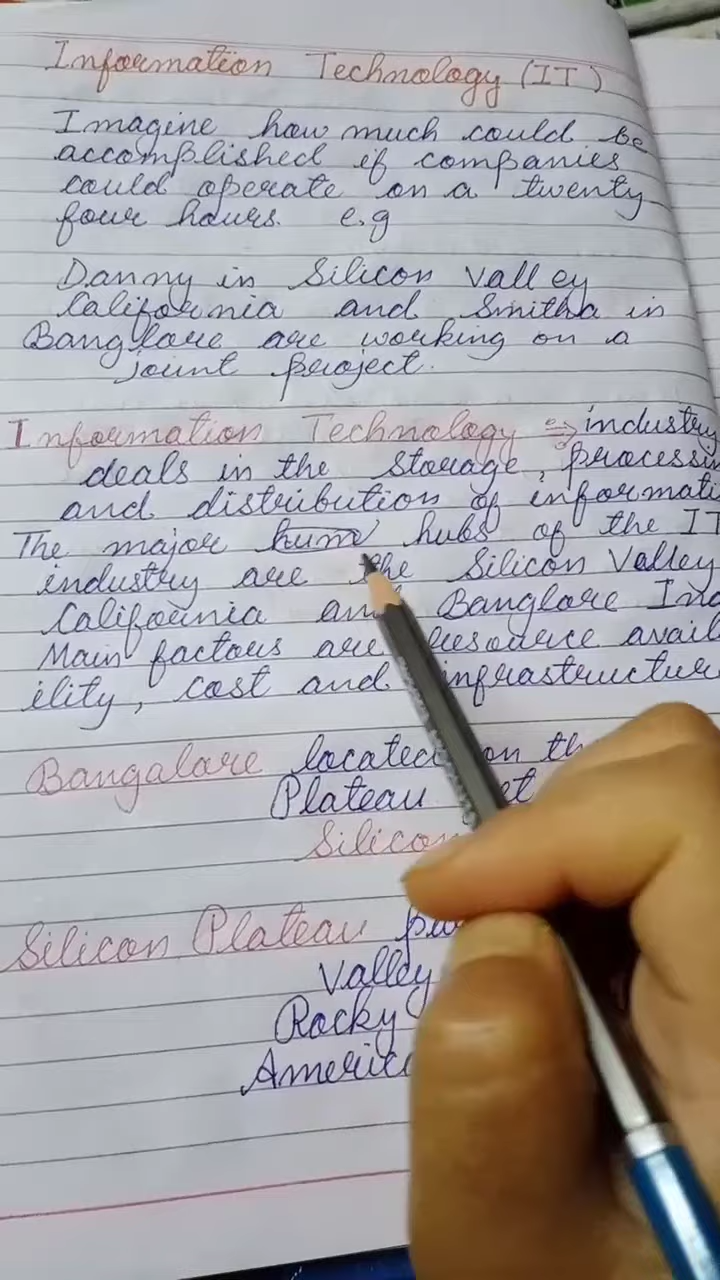 Information Technology (IT)
Imagine how much could be
accomplished if companies
could operate on a twenty
four hours. e.g
Danny in Silicon Valley
California and Smitha in
Banglore are working on a
joint project.
Information Technology ⇒ industry
deals in the storage, processin
and distribution of informati
The major hubs of the IT
industry are the Silicon Valley
California and Banglore Ind
Main factors are resource avail
ility, cost and infrastructur
Bangalore located on th
Plateau
Silicon
Silicon Plateau
Valley
Rocky
America